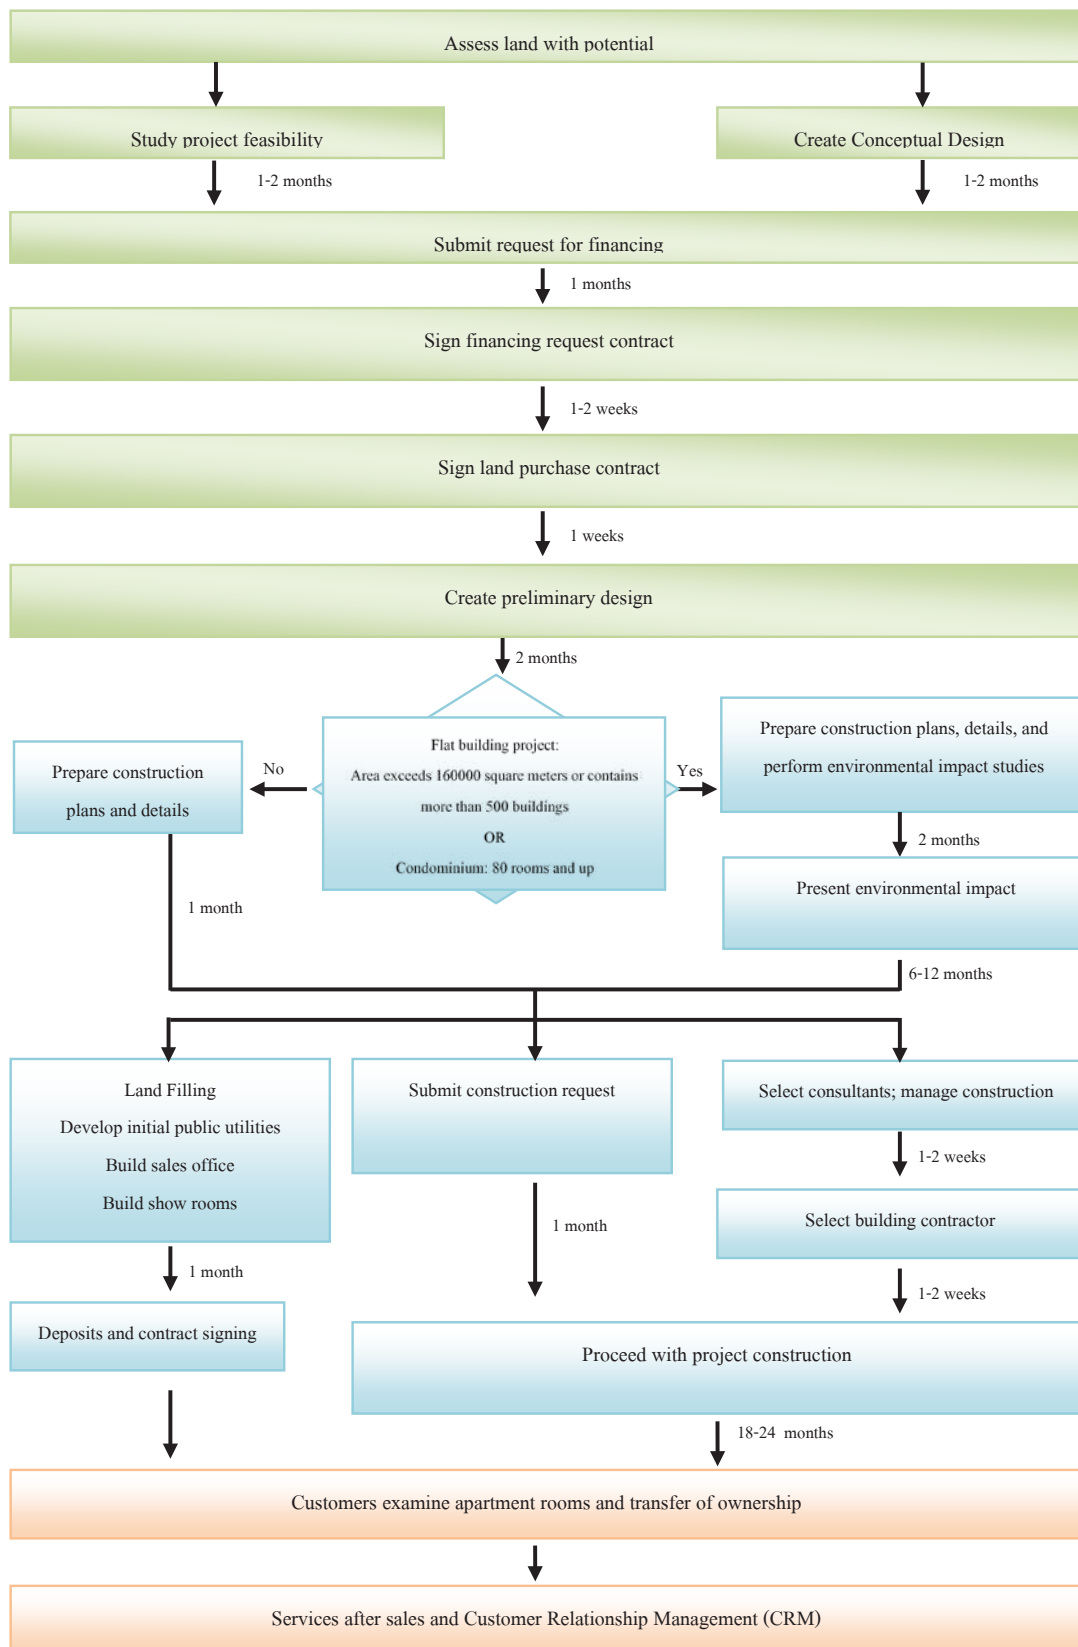 Assess land with potential
Study project feasibility
Create Conceptual Design
1-2 months
1-2 months
Submit request for financing
1 months
Sign financing request contract
1-2 weeks
Sign land purchase contract
1 weeks
Create preliminary design
2 months
Flat building project:
Area exceeds 160000 square meters or contains
more than 500 buildings
OR
Condominium: 80 rooms and up
No
Yes
Prepare construction
plans and details
Prepare construction plans, details, and
perform environmental impact studies
2 months
Present environmental impact
1 month
6-12 months
Land Filling
Develop initial public utilities
Build sales office
Build show rooms
Submit construction request
Select consultants; manage construction
1-2 weeks
Select building contractor
1 month
1 month
1-2 weeks
Deposits and contract signing
Proceed with project construction
18-24 months
Customers examine apartment rooms and transfer of ownership
Services after sales and Customer Relationship Management (CRM)